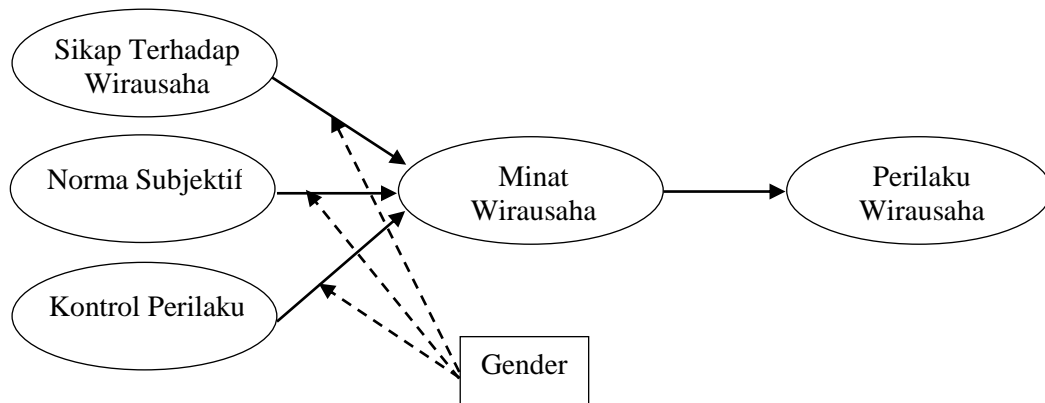 Sikap Terhadap
Wirausaha
Norma Subjektif
Minat
Wirausaha
Perilaku
Wirausaha
Kontrol Perilaku
Gender